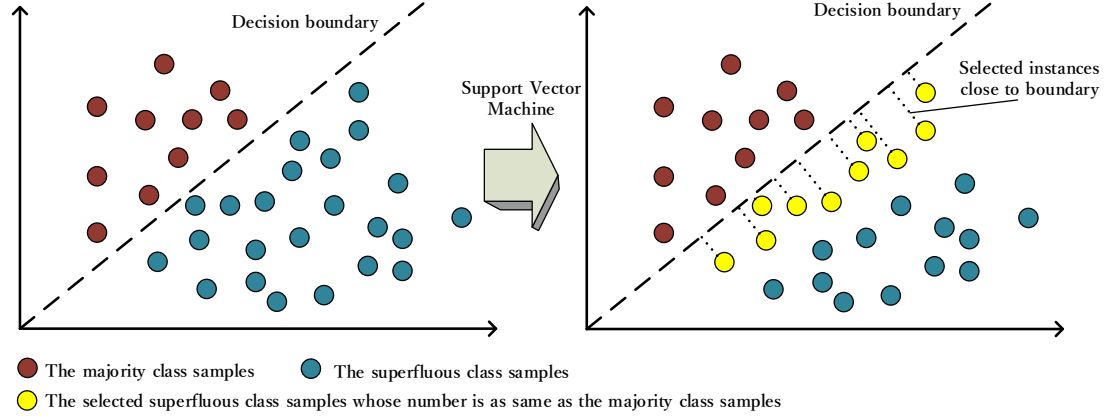 Decision boundary
Support Vector
Machine
Decision boundary
Selected instances
close to boundary
The majority class samples
The superfluous class samples
The selected superfluous class samples whose number is as same as the majority class samples